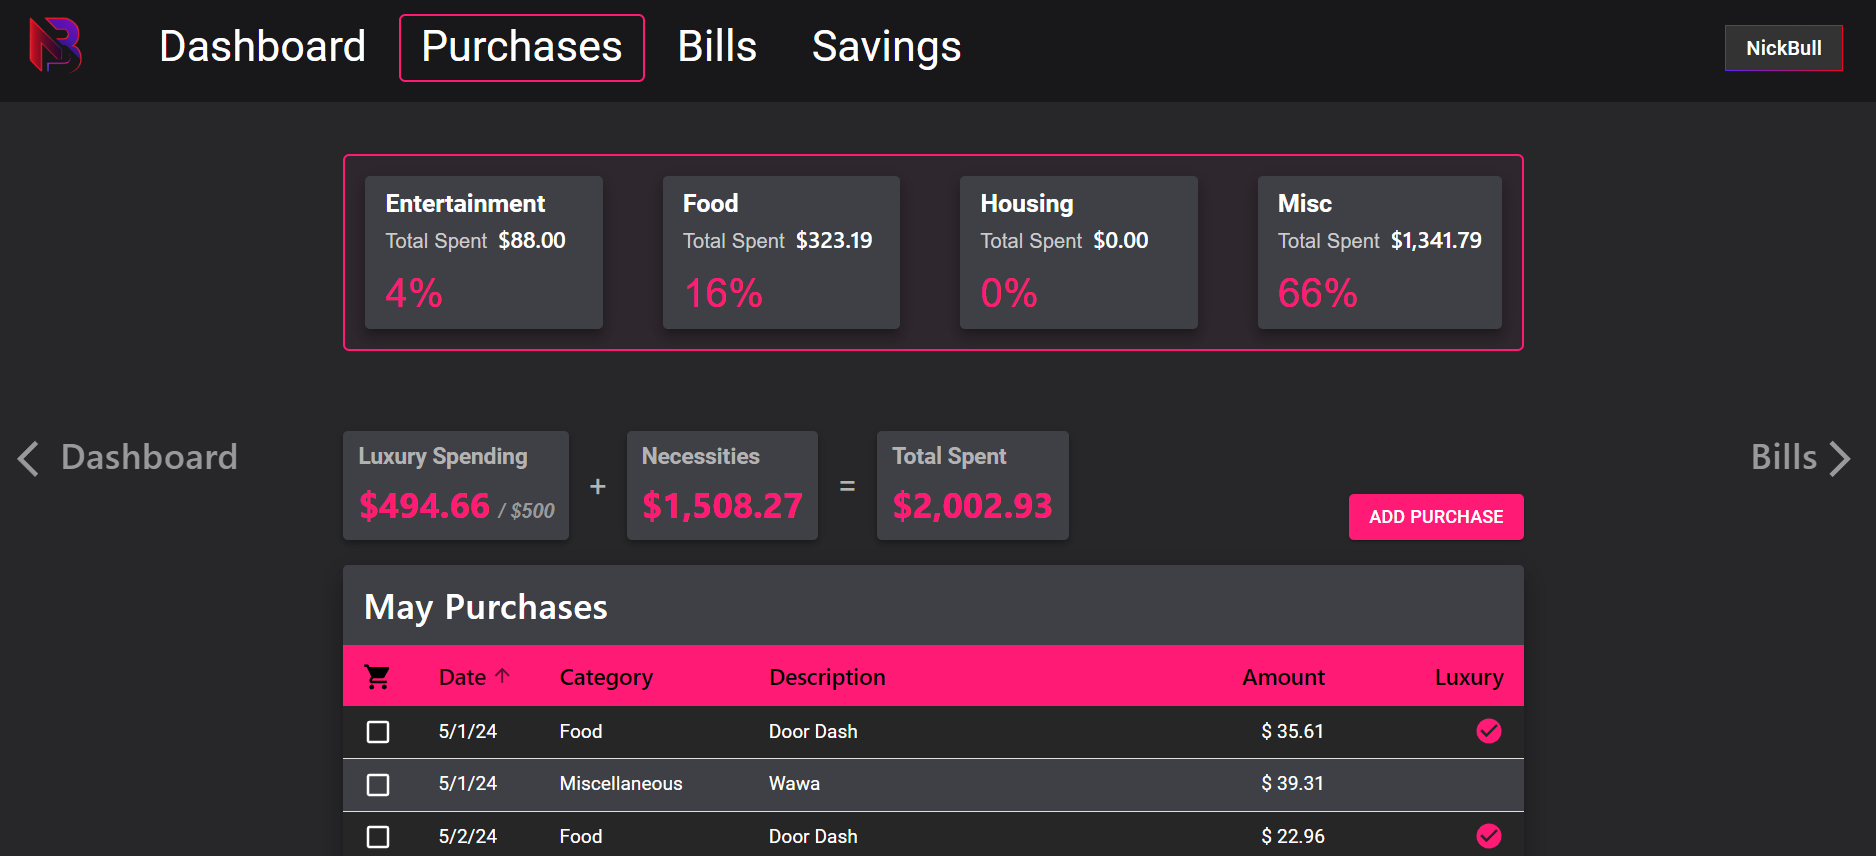 Dashboard Purchases Bills Savings NickBull
Entertainment Food Housing Misc
Total Spent $88.00 Total Spent $323.19 Total Spent $0.00 Total Spent $1,341.79
4% 16% 0% 66%
Dashboard
Bills
Luxury Spending Necessities Total Spent
$494.66 / $500 + $1,508.27 = $2,002.93
ADD PURCHASE
May Purchases
Date ↑ Category Description Amount Luxury
5/1/24 Food Door Dash $ 35.61
5/1/24 Miscellaneous Wawa $ 39.31
5/2/24 Food Door Dash $ 22.96